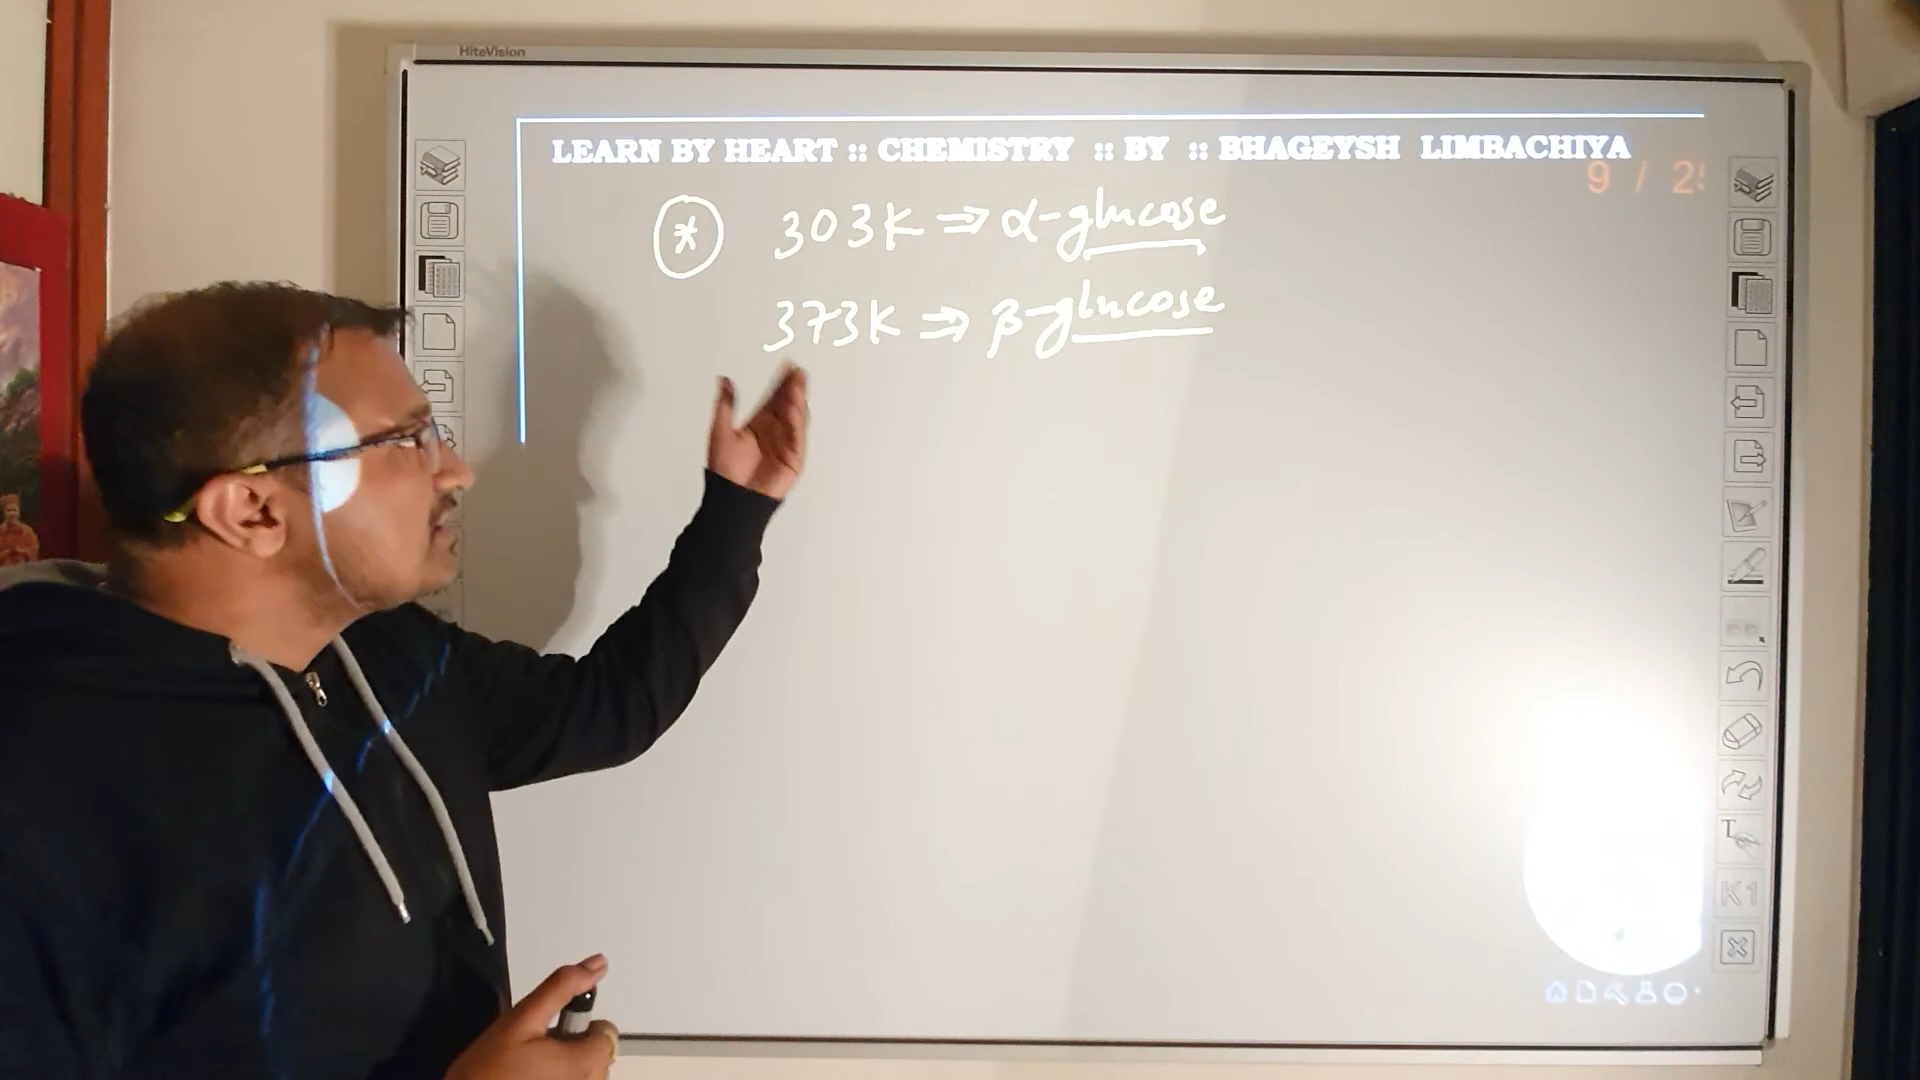 HiteVision
LEARN BY HEART :: CHEMISTRY :: BY :: BHAGEYSH LIMBACHIYA
9 / 2
* 303K ⇒ α-glucose
373K ⇒ β-glucose
T
K1